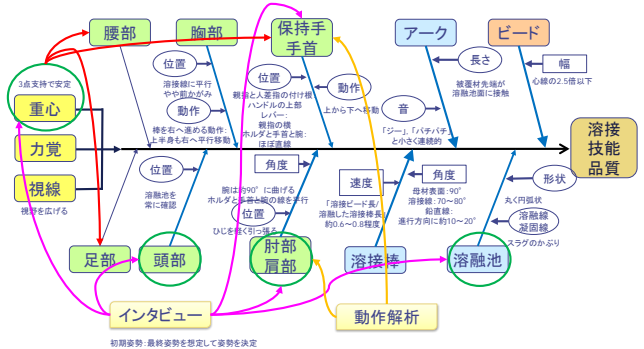 腰部
胸部
保持手
手首
アーク
ビード
3点支持で安定
重心
力覚
視線
視野を広げる
位置
溶接線に平行
やや前かがみ
動作
棒を右へ進める動作:
上半身も右へ平行移動
位置
親指と人差指の付け根
ハンドルの上部
レバー:
親指の横
ホルダと手首と腕:
ほぼ直線
動作
上から下へ移動
長さ
被覆材先端が
溶融池面に接触
音
「ジー」、「パチパチ」
と小さく連続的
幅
心線の2.5倍以下
溶接
技能
品質
位置
溶融池を
常に確認
角度
腕は約90°に曲げる
ホルダと手首と腕の線を平行
位置
ひじを軽く引っ張る
速度
「溶接ビード長/
溶融した溶接棒長」
約0.6~0.8程度
角度
母材表面:90°
溶接線:70~80°
鉛直線:
進行方向に約10~20°
形状
丸く円弧状
溶融線
凝固線
スラグのかぶり
足部
頭部
肘部
肩部
溶接棒
溶融池
インタビュー
動作解析
初期姿勢:最終姿勢を想定して姿勢を決定